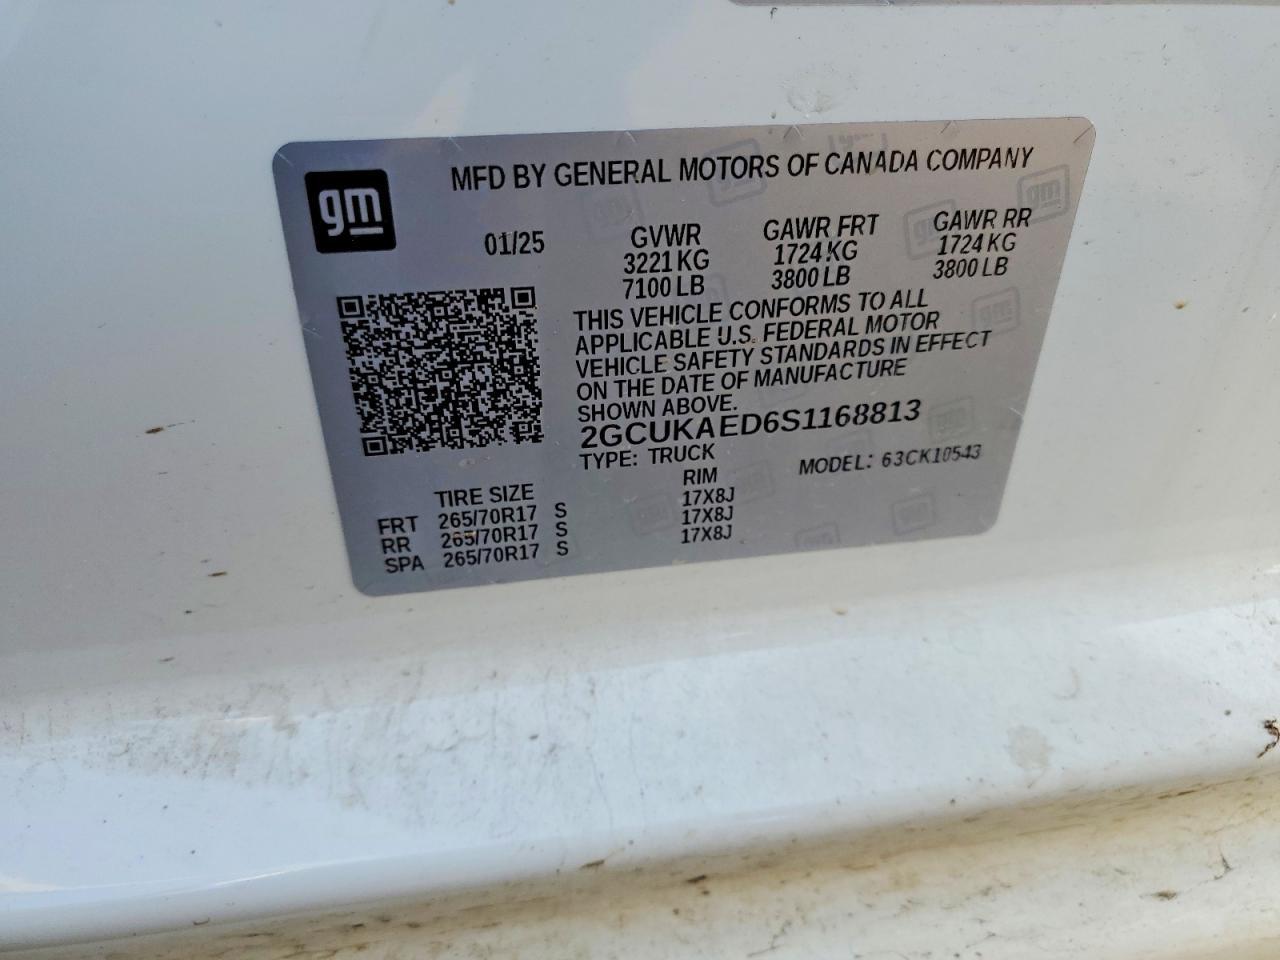 gm
MFD BY GENERAL MOTORS OF CANADA COMPANY
01/25
GVWR GAWR FRT GAWR RR
3221 KG 1724 KG 1724 KG
7100 LB 3800 LB 3800 LB
THIS VEHICLE CONFORMS TO ALL
APPLICABLE U.S. FEDERAL MOTOR
VEHICLE SAFETY STANDARDS IN EFFECT
ON THE DATE OF MANUFACTURE
SHOWN ABOVE.
2GCUKAED6S1168813
TYPE: TRUCK MODEL: 63CK10543
TIRE SIZE RIM
FRT 265/70R17 S 17X8J
RR 265/70R17 S 17X8J
SPA 265/70R17 S 17X8J